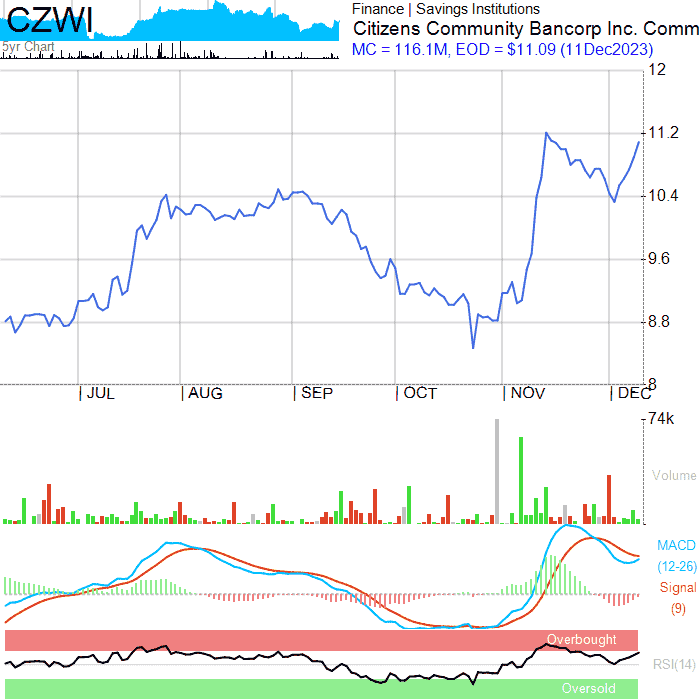 CZWI
5yr Chart
Finance | Savings Institutions
Citizens Community Bancorp Inc. Comm
MC = 116.1M, EOD = $11.09 (11Dec2023)
12
11.2
10.4
9.6
8.8
8
JUL AUG SEP OCT NOV DEC
74k
Volume
MACD
(12-26)
Signal
(9)
Overbought
RSI(14)
Oversold